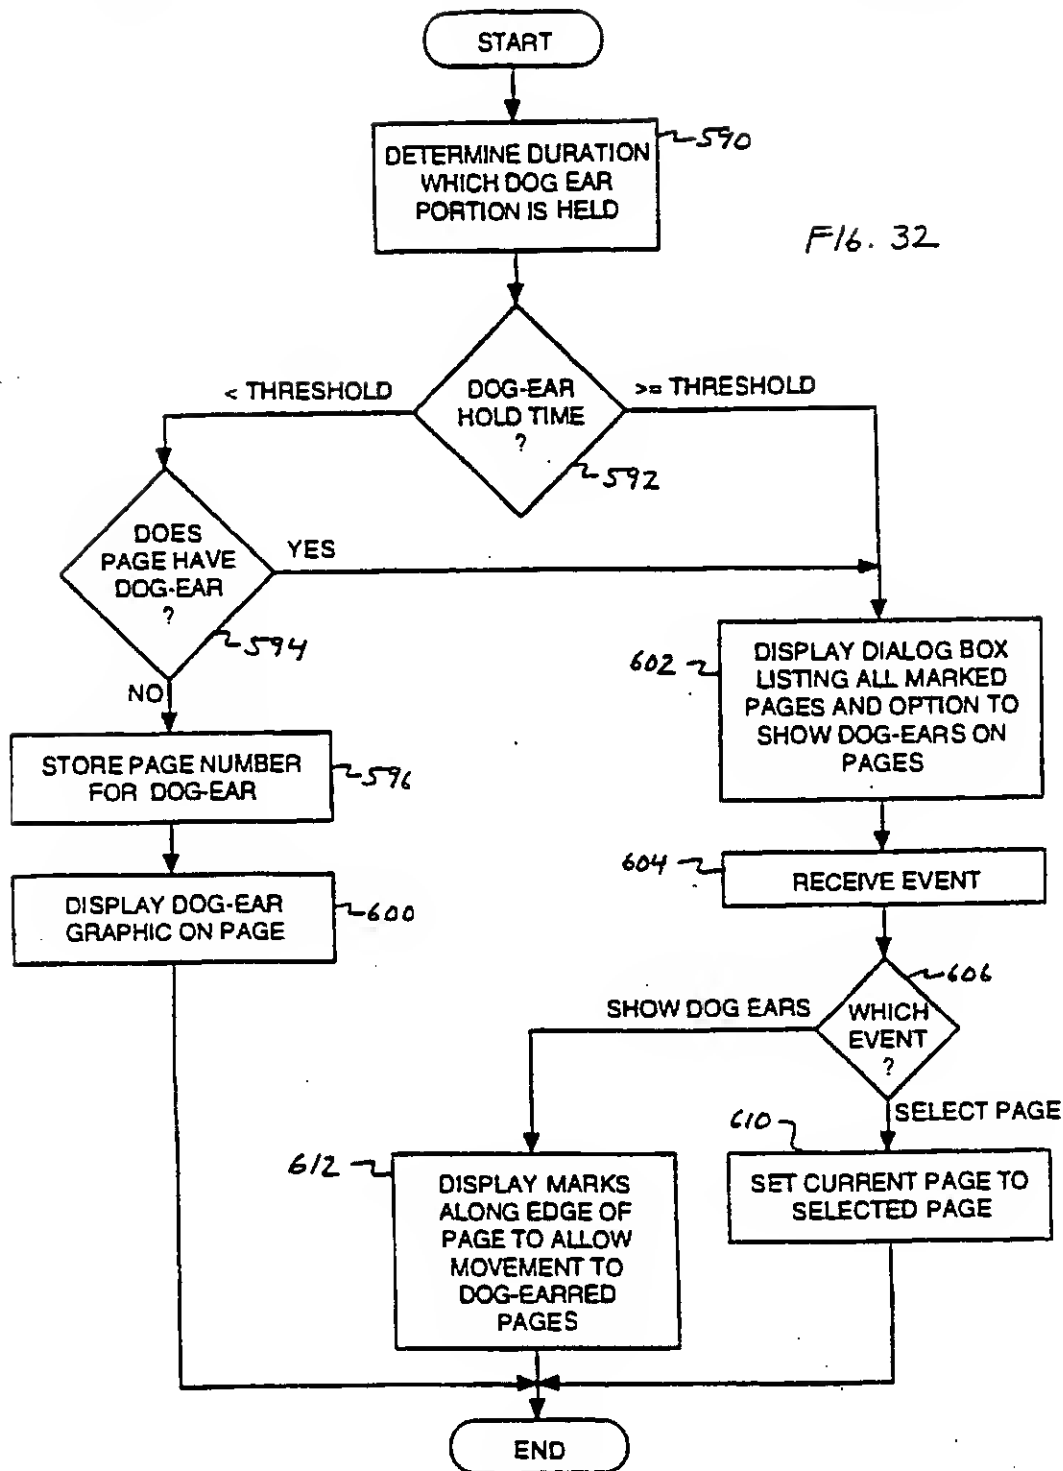 START
DETERMINE DURATION
WHICH DOG EAR
PORTION IS HELD
590
FIG. 32
< THRESHOLD
DOG-EAR
HOLD TIME
?
>= THRESHOLD
592
DOES
PAGE HAVE
DOG-EAR
?
YES
594
NO
602
DISPLAY DIALOG BOX
LISTING ALL MARKED
PAGES AND OPTION TO
SHOW DOG-EARS ON
PAGES
STORE PAGE NUMBER
FOR DOG-EAR
596
604
RECEIVE EVENT
DISPLAY DOG-EAR
GRAPHIC ON PAGE
600
606
SHOW DOG EARS
WHICH
EVENT
?
SELECT PAGE
610
612
DISPLAY MARKS
ALONG EDGE OF
PAGE TO ALLOW
MOVEMENT TO
DOG-EARRED
PAGES
SET CURRENT PAGE TO
SELECTED PAGE
END